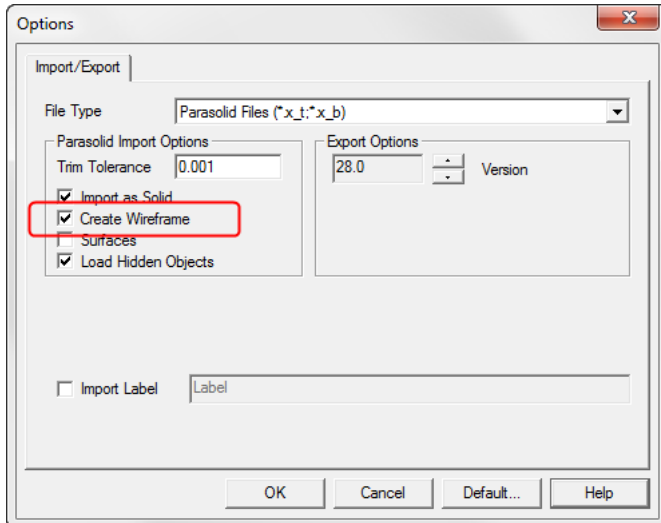 Options
Import/Export
File Type Parasolid Files (*.x_t;*.x_b)
Parasolid Import Options
Trim Tolerance 0.001
Import as Solid
Create Wireframe
Surfaces
Load Hidden Objects
Export Options
28.0 Version
Import Label Label
OK Cancel Default... Help